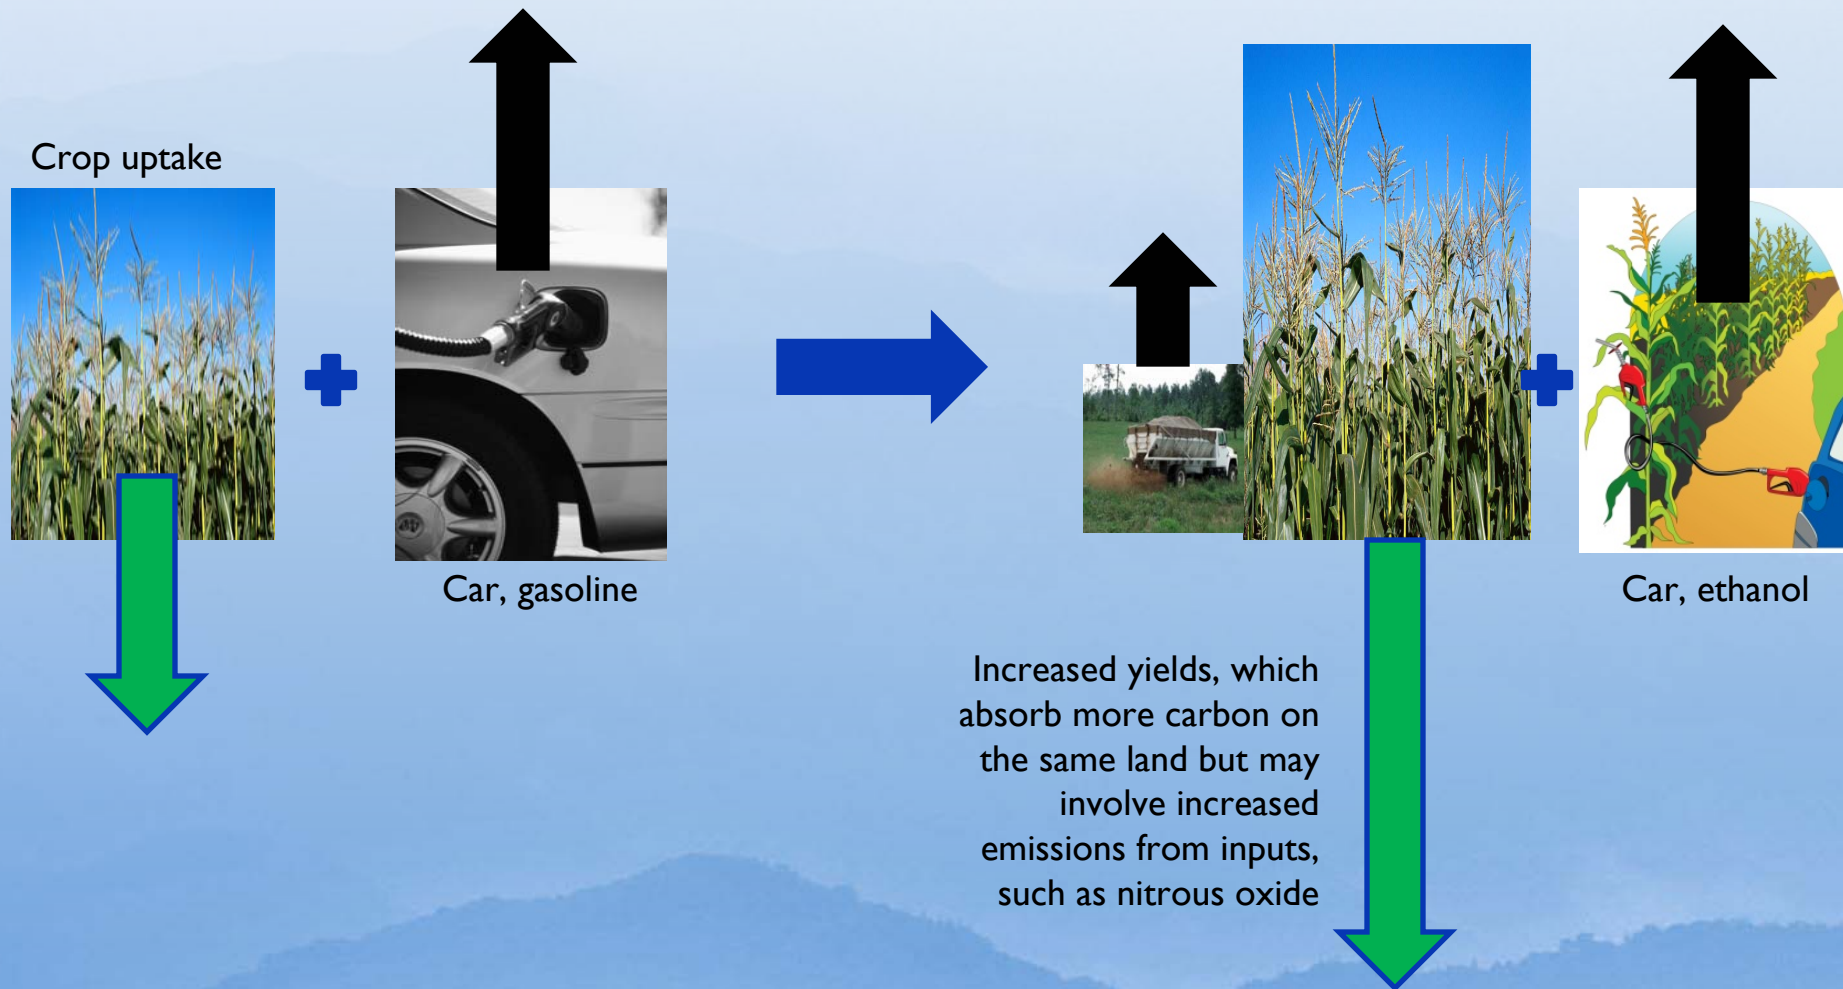 Crop uptake
Car, gasoline
Increased yields, which
absorb more carbon on
the same land but may
involve increased
emissions from inputs,
such as nitrous oxide
Car, ethanol